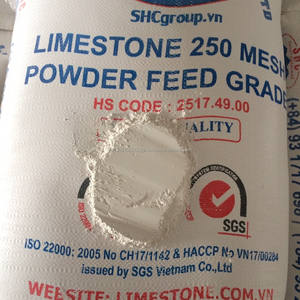 SHCgroup.vn
LIMESTONE 250 MESH
POWDER FEED GRADE
HS CODE : 2517.49.00
QUALITY
SGS
ISO 22000: 2005 No CH17/1142 & HACCP No VN17/00284
issued by SGS Vietnam Co.,Ltd
WEBSITE: LIMESTONE.COM.VN